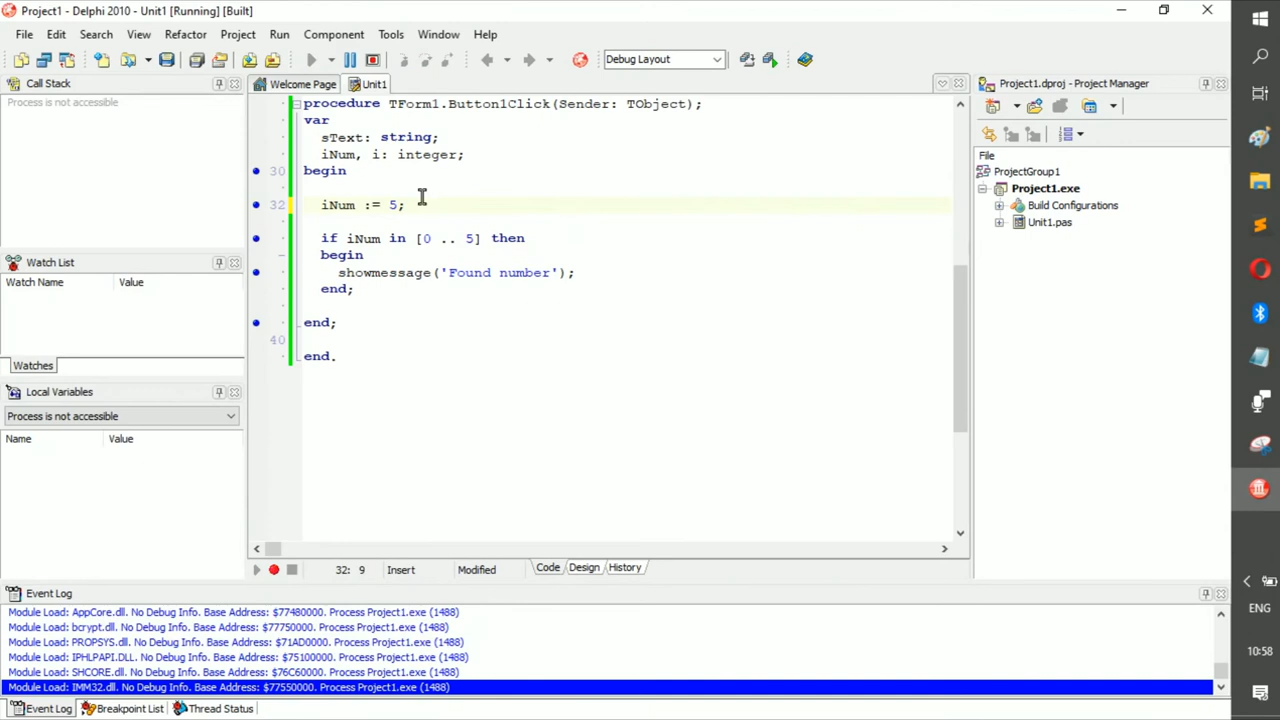 Project1 - Delphi 2010 - Unit1 [Running] [Built]
File Edit Search View Refactor Project Run Component Tools Window Help
Debug Layout
Call Stack
Process is not accessible
Watch List
Watch Name Value
Watches
Local Variables
Process is not accessible
Name Value
Welcome Page Unit1
procedure TForm1.Button1Click(Sender: TObject);
var
sText: string;
iNum, i: integer;
30 begin
32 iNum := 5;
if iNum in [0 .. 5] then
begin
showmessage('Found number');
end;
end;
40
end.
32: 9 Insert Modified Code Design History
Project1.dproj - Project Manager
File
ProjectGroup1
Project1.exe
Build Configurations
Unit1.pas
Event Log
Module Load: AppCore.dll. No Debug Info. Base Address: $77480000. Process Project1.exe (1488)
Module Load: bcrypt.dll. No Debug Info. Base Address: $77750000. Process Project1.exe (1488)
Module Load: PROPSYS.dll. No Debug Info. Base Address: $71AD0000. Process Project1.exe (1488)
Module Load: IPHLPAPI.DLL. No Debug Info. Base Address: $75100000. Process Project1.exe (1488)
Module Load: SHCORE.dll. No Debug Info. Base Address: $76C60000. Process Project1.exe (1488)
Module Load: IMM32.dll. No Debug Info. Base Address: $77550000. Process Project1.exe (1488)
Event Log Breakpoint List Thread Status
ENG
10:58